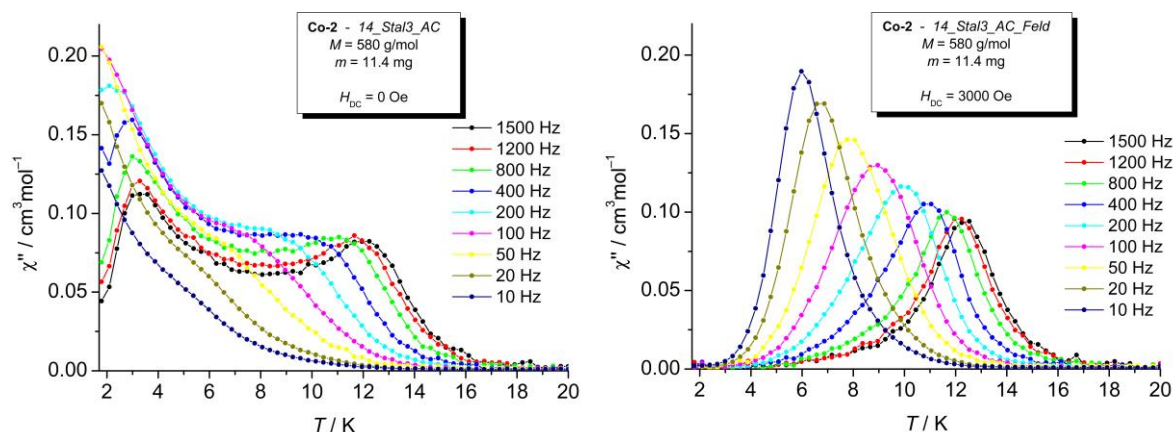 Co-2 - 14_Stal3_AC
M = 580 g/mol
m = 11.4 mg
H_DC = 0 Oe
1500 Hz
1200 Hz
800 Hz
400 Hz
200 Hz
100 Hz
50 Hz
20 Hz
10 Hz
χ'' / cm³mol⁻¹
0.20
0.15
0.10
0.05
0.00
2 4 6 8 10 12 14 16 18 20
T / K
Co-2 - 14_Stal3_AC_Feld
M = 580 g/mol
m = 11.4 mg
H_DC = 3000 Oe
1500 Hz
1200 Hz
800 Hz
400 Hz
200 Hz
100 Hz
50 Hz
20 Hz
10 Hz
χ'' / cm³mol⁻¹
0.20
0.15
0.10
0.05
0.00
2 4 6 8 10 12 14 16 18 20
T / K